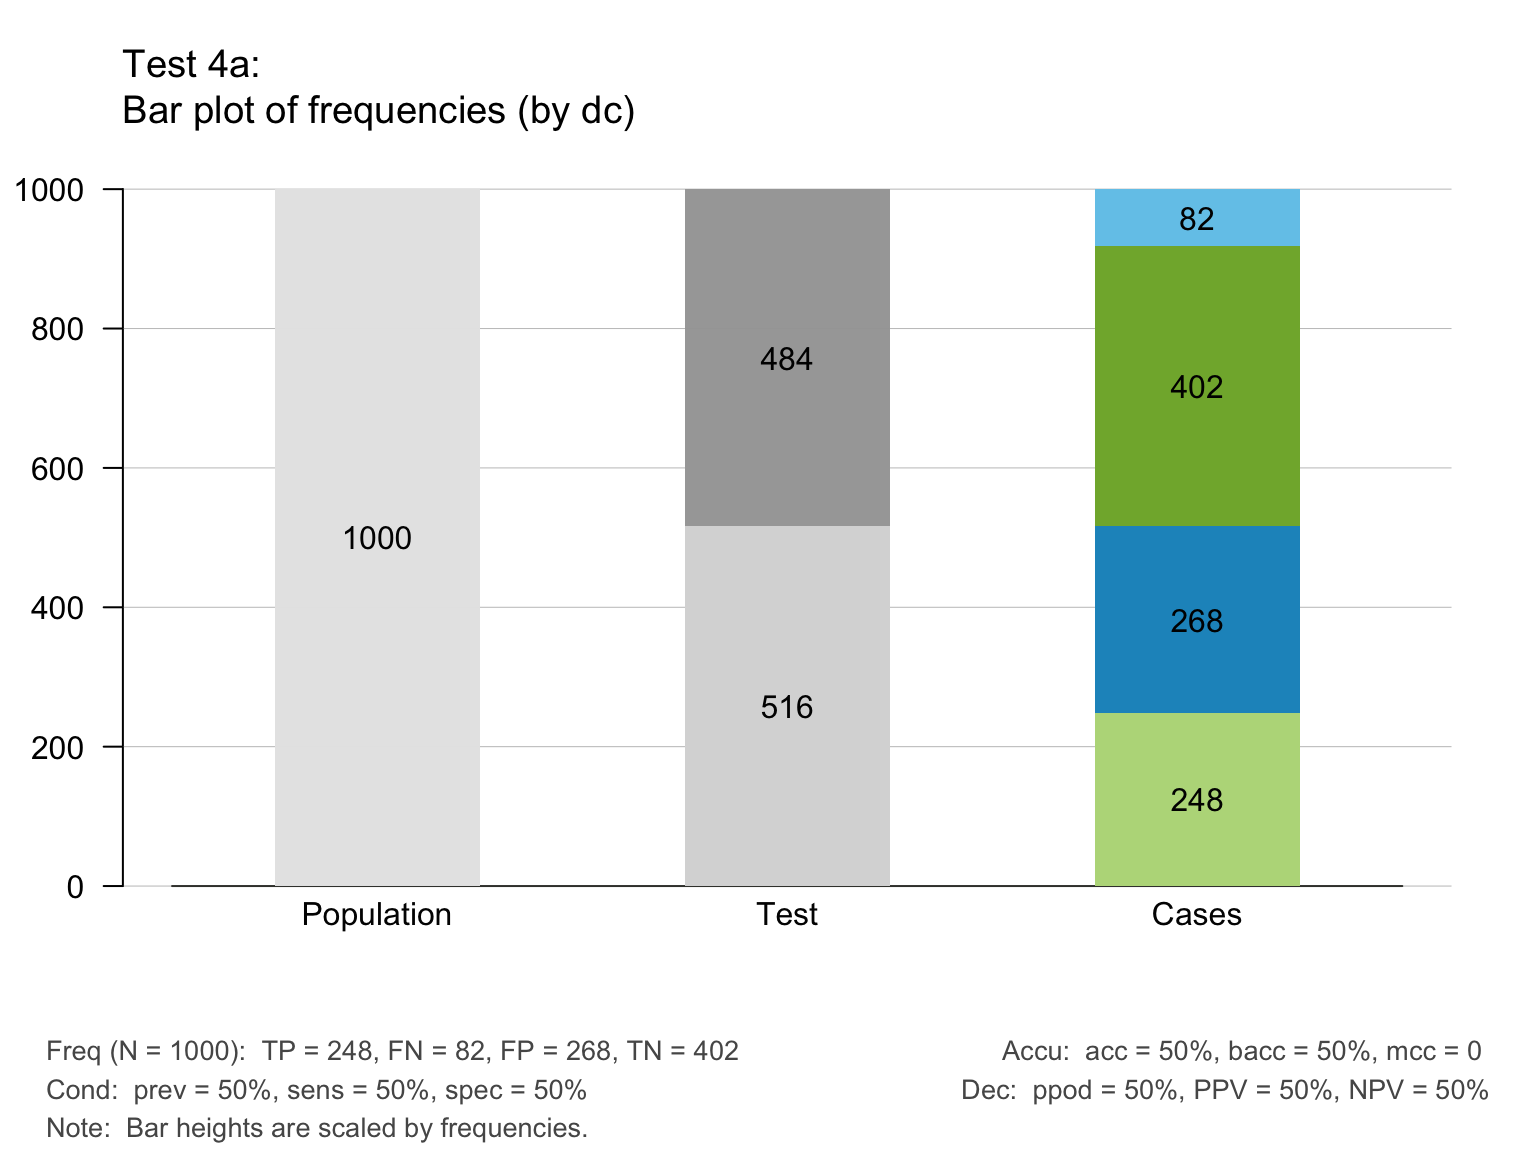 Test 4a:
Bar plot of frequencies (by dc)
1000
800
600
400
200
0
1000
484
516
82
402
268
248
Population
Test
Cases
Freq (N = 1000):  TP = 248, FN = 82, FP = 268, TN = 402
Cond:  prev = 50%, sens = 50%, spec = 50%
Note:  Bar heights are scaled by frequencies.
Accu:  acc = 50%, bacc = 50%, mcc = 0
Dec:  ppod = 50%, PPV = 50%, NPV = 50%